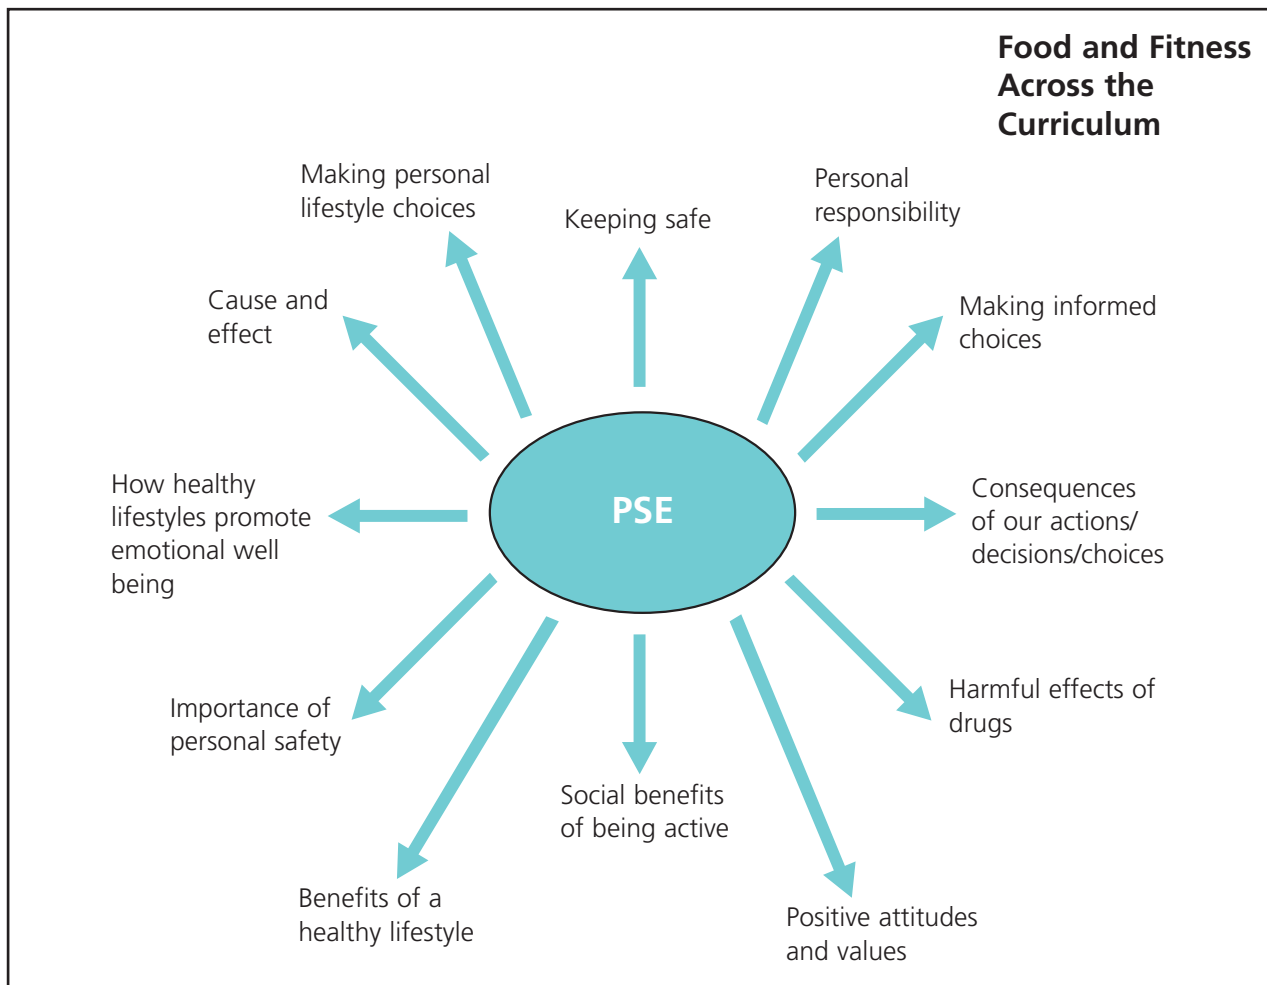 Food and Fitness
Across the
Curriculum
Making personal
lifestyle choices
Keeping safe
Personal
responsibility
Cause and
effect
Making informed
choices
How healthy
lifestyles promote
emotional well
being
PSE
Consequences
of our actions/
decisions/choices
Importance of
personal safety
Harmful effects of
drugs
Social benefits
of being active
Benefits of a
healthy lifestyle
Positive attitudes
and values